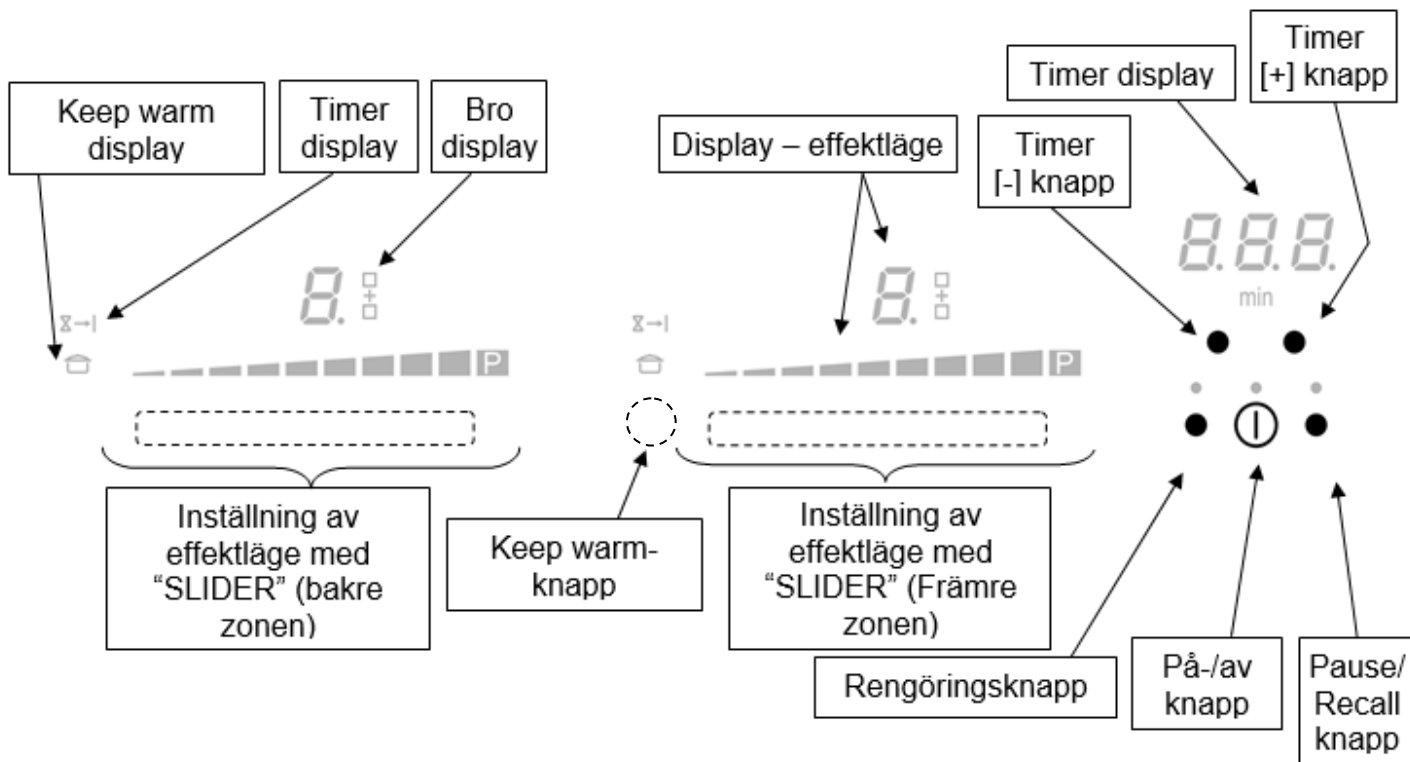 Keep warm
display
Timer
display
Bro
display
Display – effektläge
Timer display
Timer
[-] knapp
Timer
[+] knapp
8.
8.
8.8.8.
min
P
P
Inställning av
effektläge med
“SLIDER” (bakre
zonen)
Keep warm-
knapp
Inställning av
effektläge med
“SLIDER” (Främre
zonen)
Rengöringsknapp
På-/av
knapp
Pause/
Recall
knapp